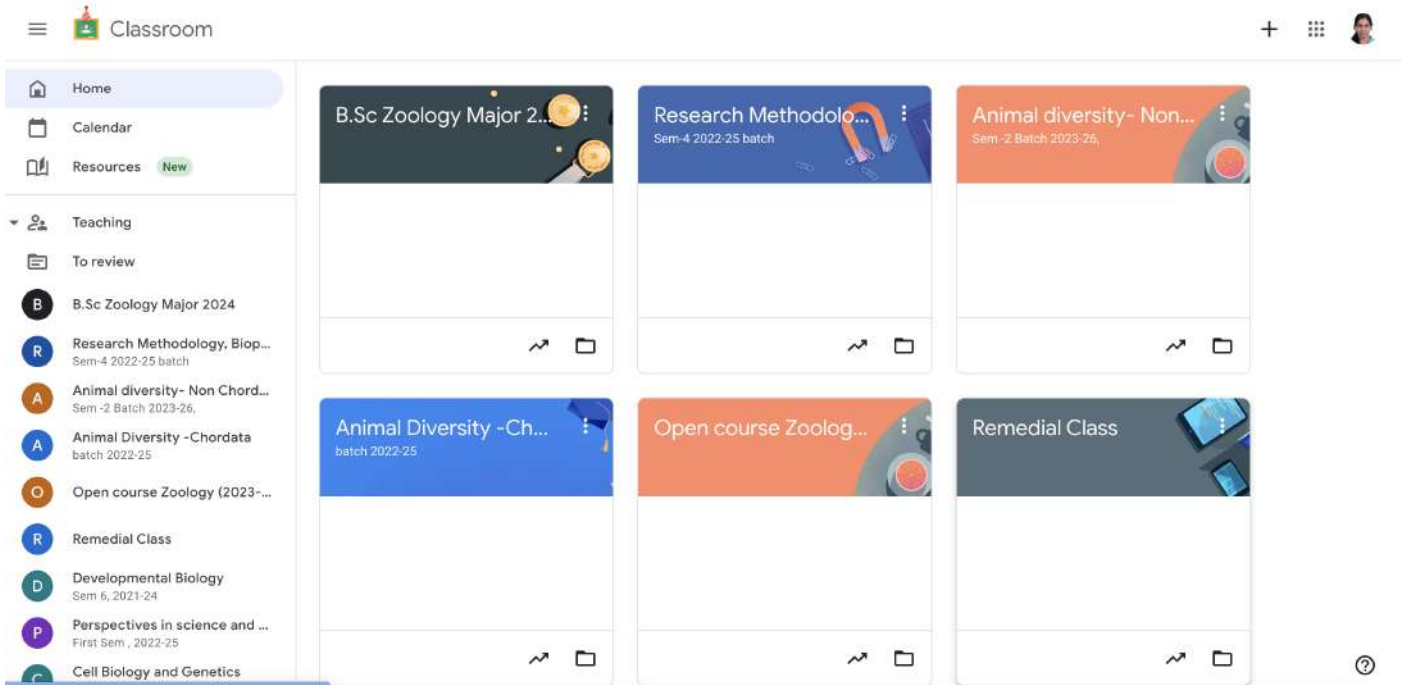 Classroom
Home
Calendar
Resources New
Teaching
To review
B B.Sc Zoology Major 2024
R Research Methodology, Biop...
Sem-4 2022-25 batch
A Animal diversity- Non Chord...
Sem -2 Batch 2023-26,
A Animal Diversity -Chordata
batch 2022-25
O Open course Zoology (2023-...
R Remedial Class
D Developmental Biology
Sem 6, 2021-24
P Perspectives in science and ...
First Sem , 2022-25
C Cell Biology and Genetics
B.Sc Zoology Major 2...
Research Methodolo...
Sem-4 2022-25 batch
Animal diversity- Non...
Sem -2 Batch 2023-26,
Animal Diversity -Ch...
batch 2022-25
Open course Zoolog...
Remedial Class